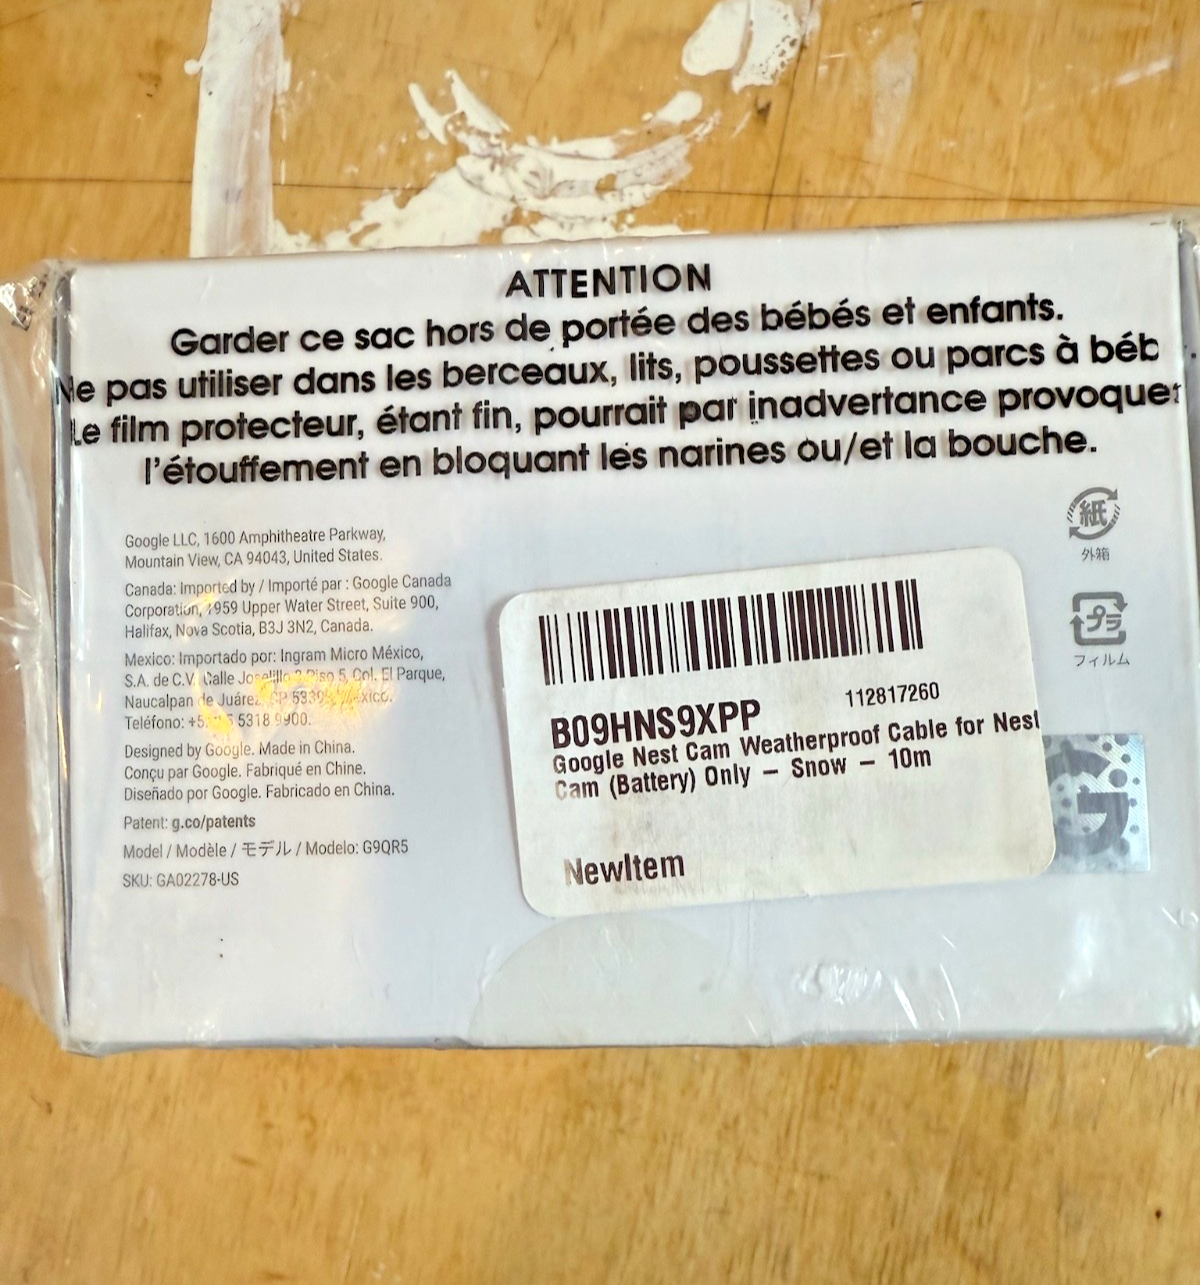 ATTENTION
Garder ce sac hors de portée des bébés et enfants.
Ne pas utiliser dans les berceaux, lits, poussettes ou parcs à béb
Le film protecteur, étant fin, pourrait par inadvertance provoquer
l'étouffement en bloquant les narines ou/et la bouche.
Google LLC, 1600 Amphitheatre Parkway,
Mountain View, CA 94043, United States.
Canada: Imported by / Importé par : Google Canada
Corporation, 1959 Upper Water Street, Suite 900,
Halifax, Nova Scotia, B3J 3N2, Canada.
Mexico: Importado por: Ingram Micro México,
S.A. de C.V. Calle Piso 5, Col. El Parque,
Naucalpan de Juárez
Teléfono: 5318 9900.
Designed by Google. Made in China.
Conçu par Google. Fabriqué en Chine.
Diseñado por Google. Fabricado en China.
Patent: g.co/patents
Model / Modèle / モデル / Modelo: G9QR5
SKU: GA02278-US
紙
外箱
プラ
フィルム
112817260
B09HNS9XPP
Google Nest Cam Weatherproof Cable for Nest
Cam (Battery) Only – Snow – 10m
NewItem
G